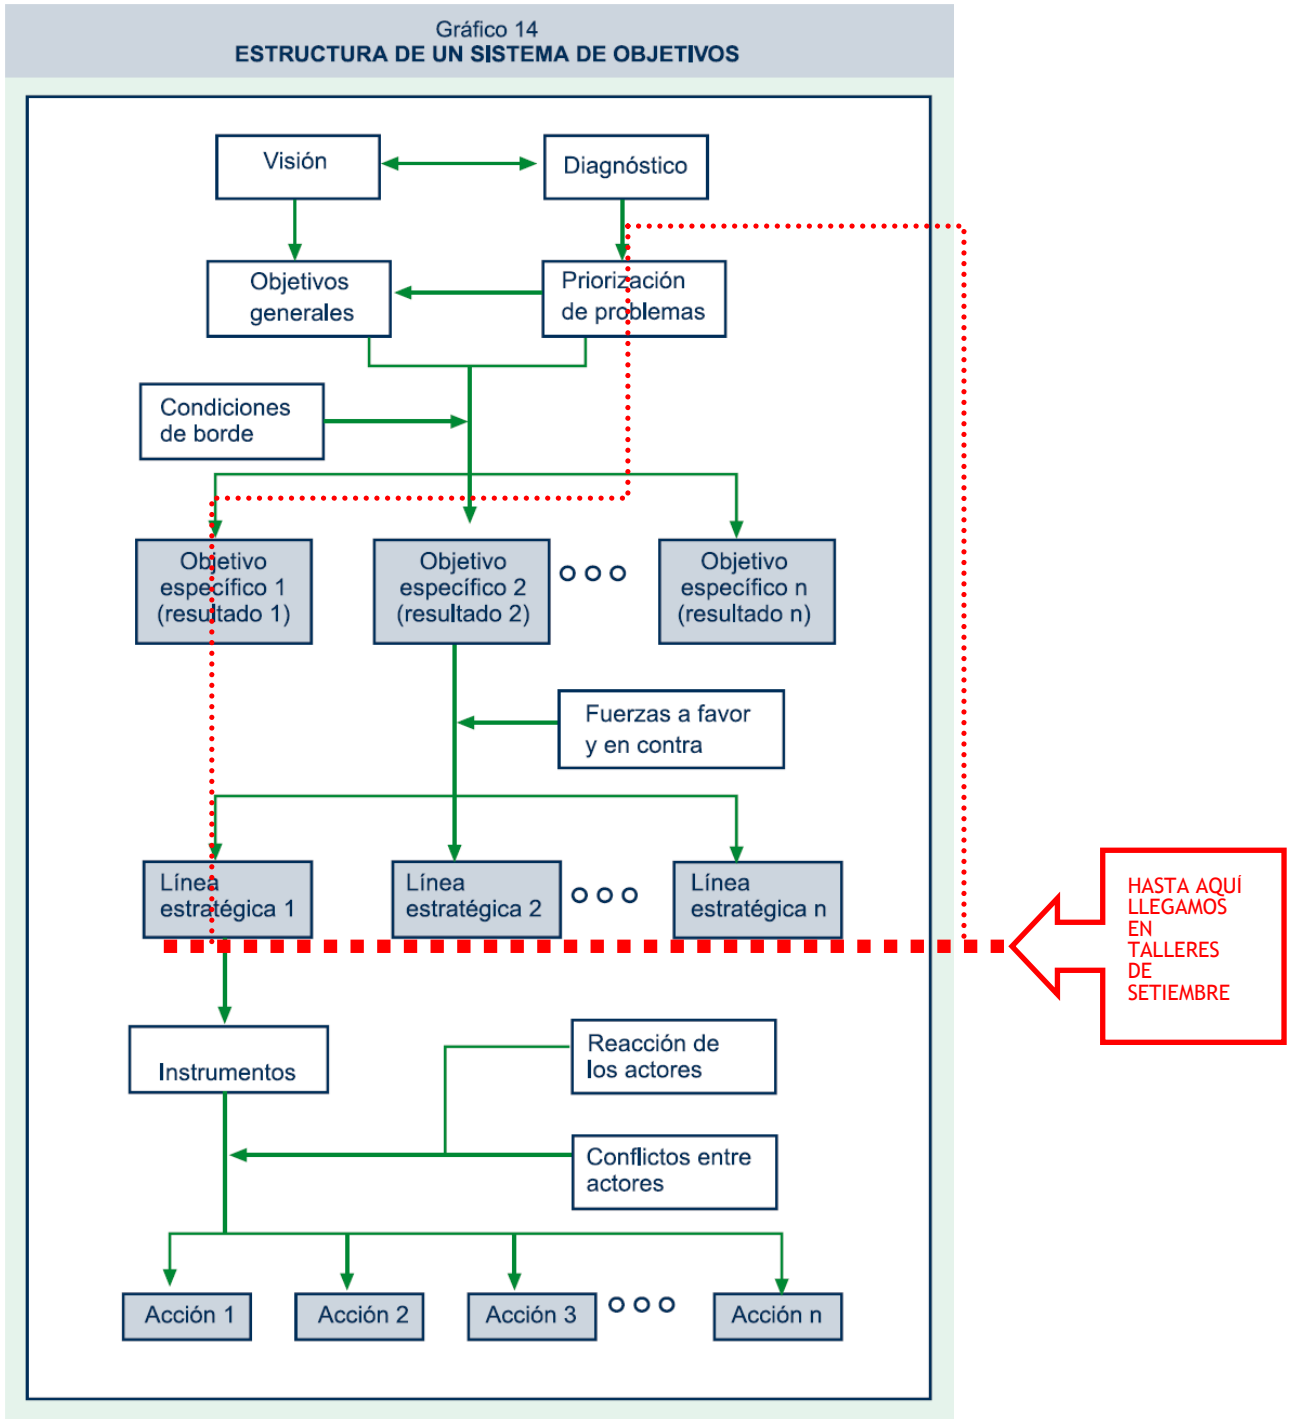 Gráfico 14
ESTRUCTURA DE UN SISTEMA DE OBJETIVOS
Visión
Diagnóstico
Objetivos
generales
Priorización
de problemas
Condiciones
de borde
Objetivo
específico 1
(resultado 1)
Objetivo
específico 2
(resultado 2)
Objetivo
específico n
(resultado n)
Fuerzas a favor
y en contra
Línea
estratégica 1
Línea
estratégica 2
Línea
estratégica n
HASTA AQUÍ
LLEGAMOS
EN
TALLERES
DE
SETIEMBRE
Instrumentos
Reacción de
los actores
Conflictos entre
actores
Acción 1
Acción 2
Acción 3
Acción n